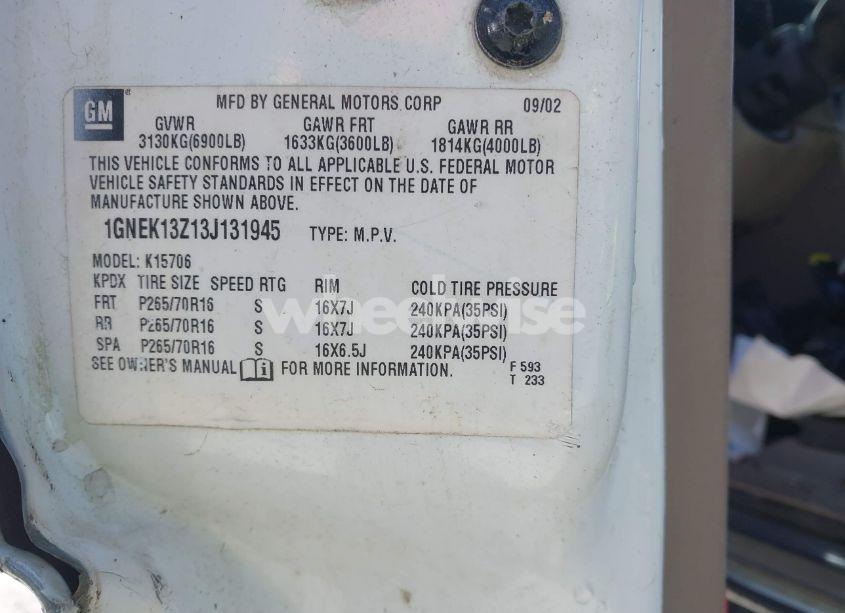 GM ® MFD BY GENERAL MOTORS CORP 09/02
GVWR GAWR FRT GAWR RR
3130KG(6900LB) 1633KG(3600LB) 1814KG(4000LB)
THIS VEHICLE CONFORMS TO ALL APPLICABLE U.S. FEDERAL MOTOR
VEHICLE SAFETY STANDARDS IN EFFECT ON THE DATE OF
MANUFACTURE SHOWN ABOVE.
1GNEK13Z13J131945 TYPE: M.P.V.
MODEL: K15706
KPDX TIRE SIZE SPEED RTG RIM COLD TIRE PRESSURE
FRT P265/70R16 S 16X7J 240KPA(35PSI)
RR P265/70R16 S 16X7J 240KPA(35PSI)
SPA P265/70R16 S 16X6.5J 240KPA(35PSI)
SEE OWNER'S MANUAL FOR MORE INFORMATION.
F 593
T 233
wheelwise